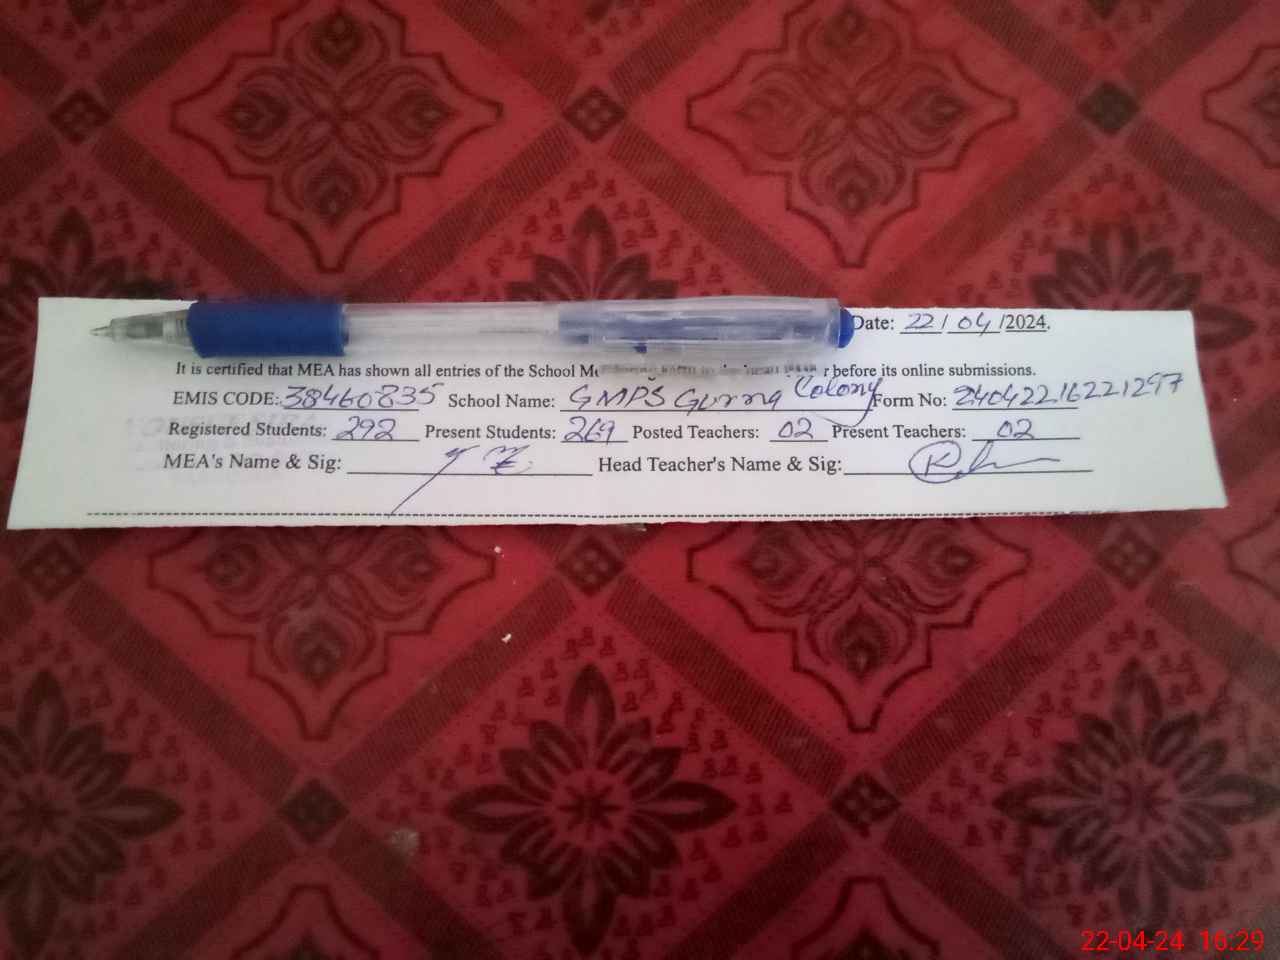 Date: 22/04/2024.
It is certified that MEA has shown all entries of the School r before its online submissions.
EMIS CODE: 38460835 School Name: GMPS Gurna Colony Form No: 24042216221297
Registered Students: 292 Present Students: 269 Posted Teachers: 02 Present Teachers: 02
MEA's Name & Sig: Head Teacher's Name & Sig:
22-04-24 16:29